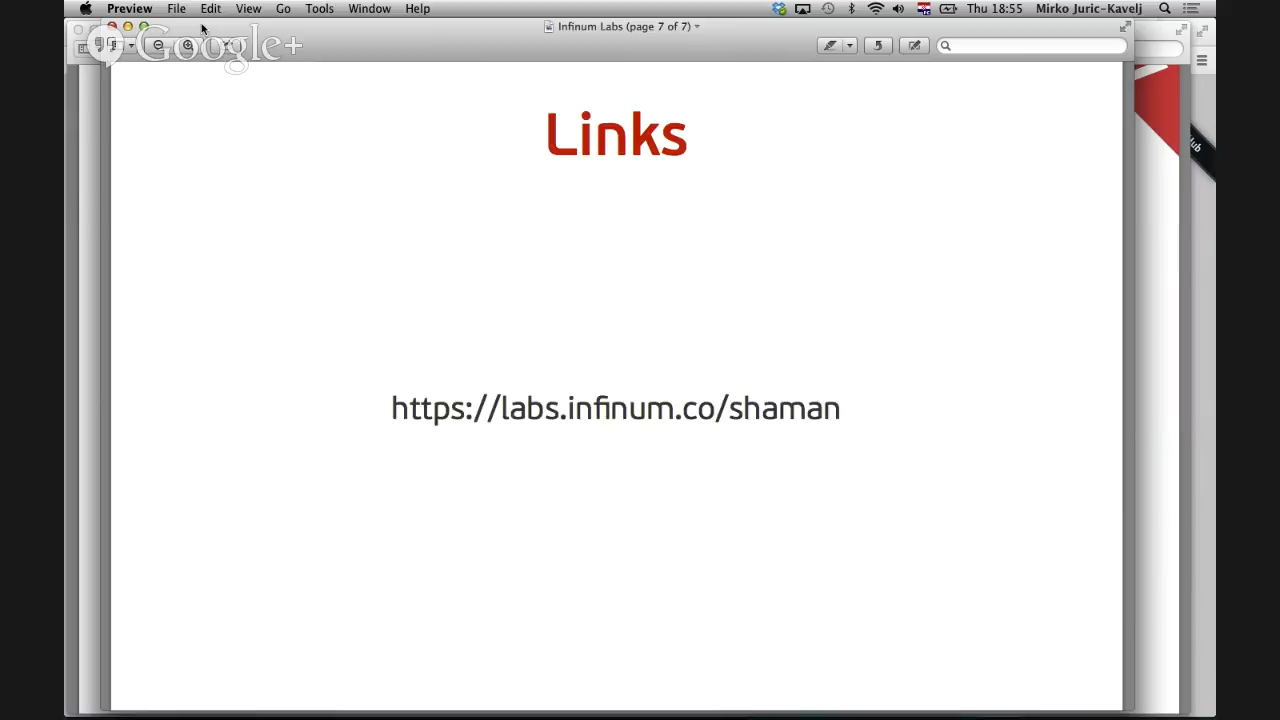 Preview File Edit View Go Tools Window Help Thu 18:55 Mirko Juric-Kavelj
Infinum Labs (page 7 of 7)
Google+
Links
https://labs.infinum.co/shaman